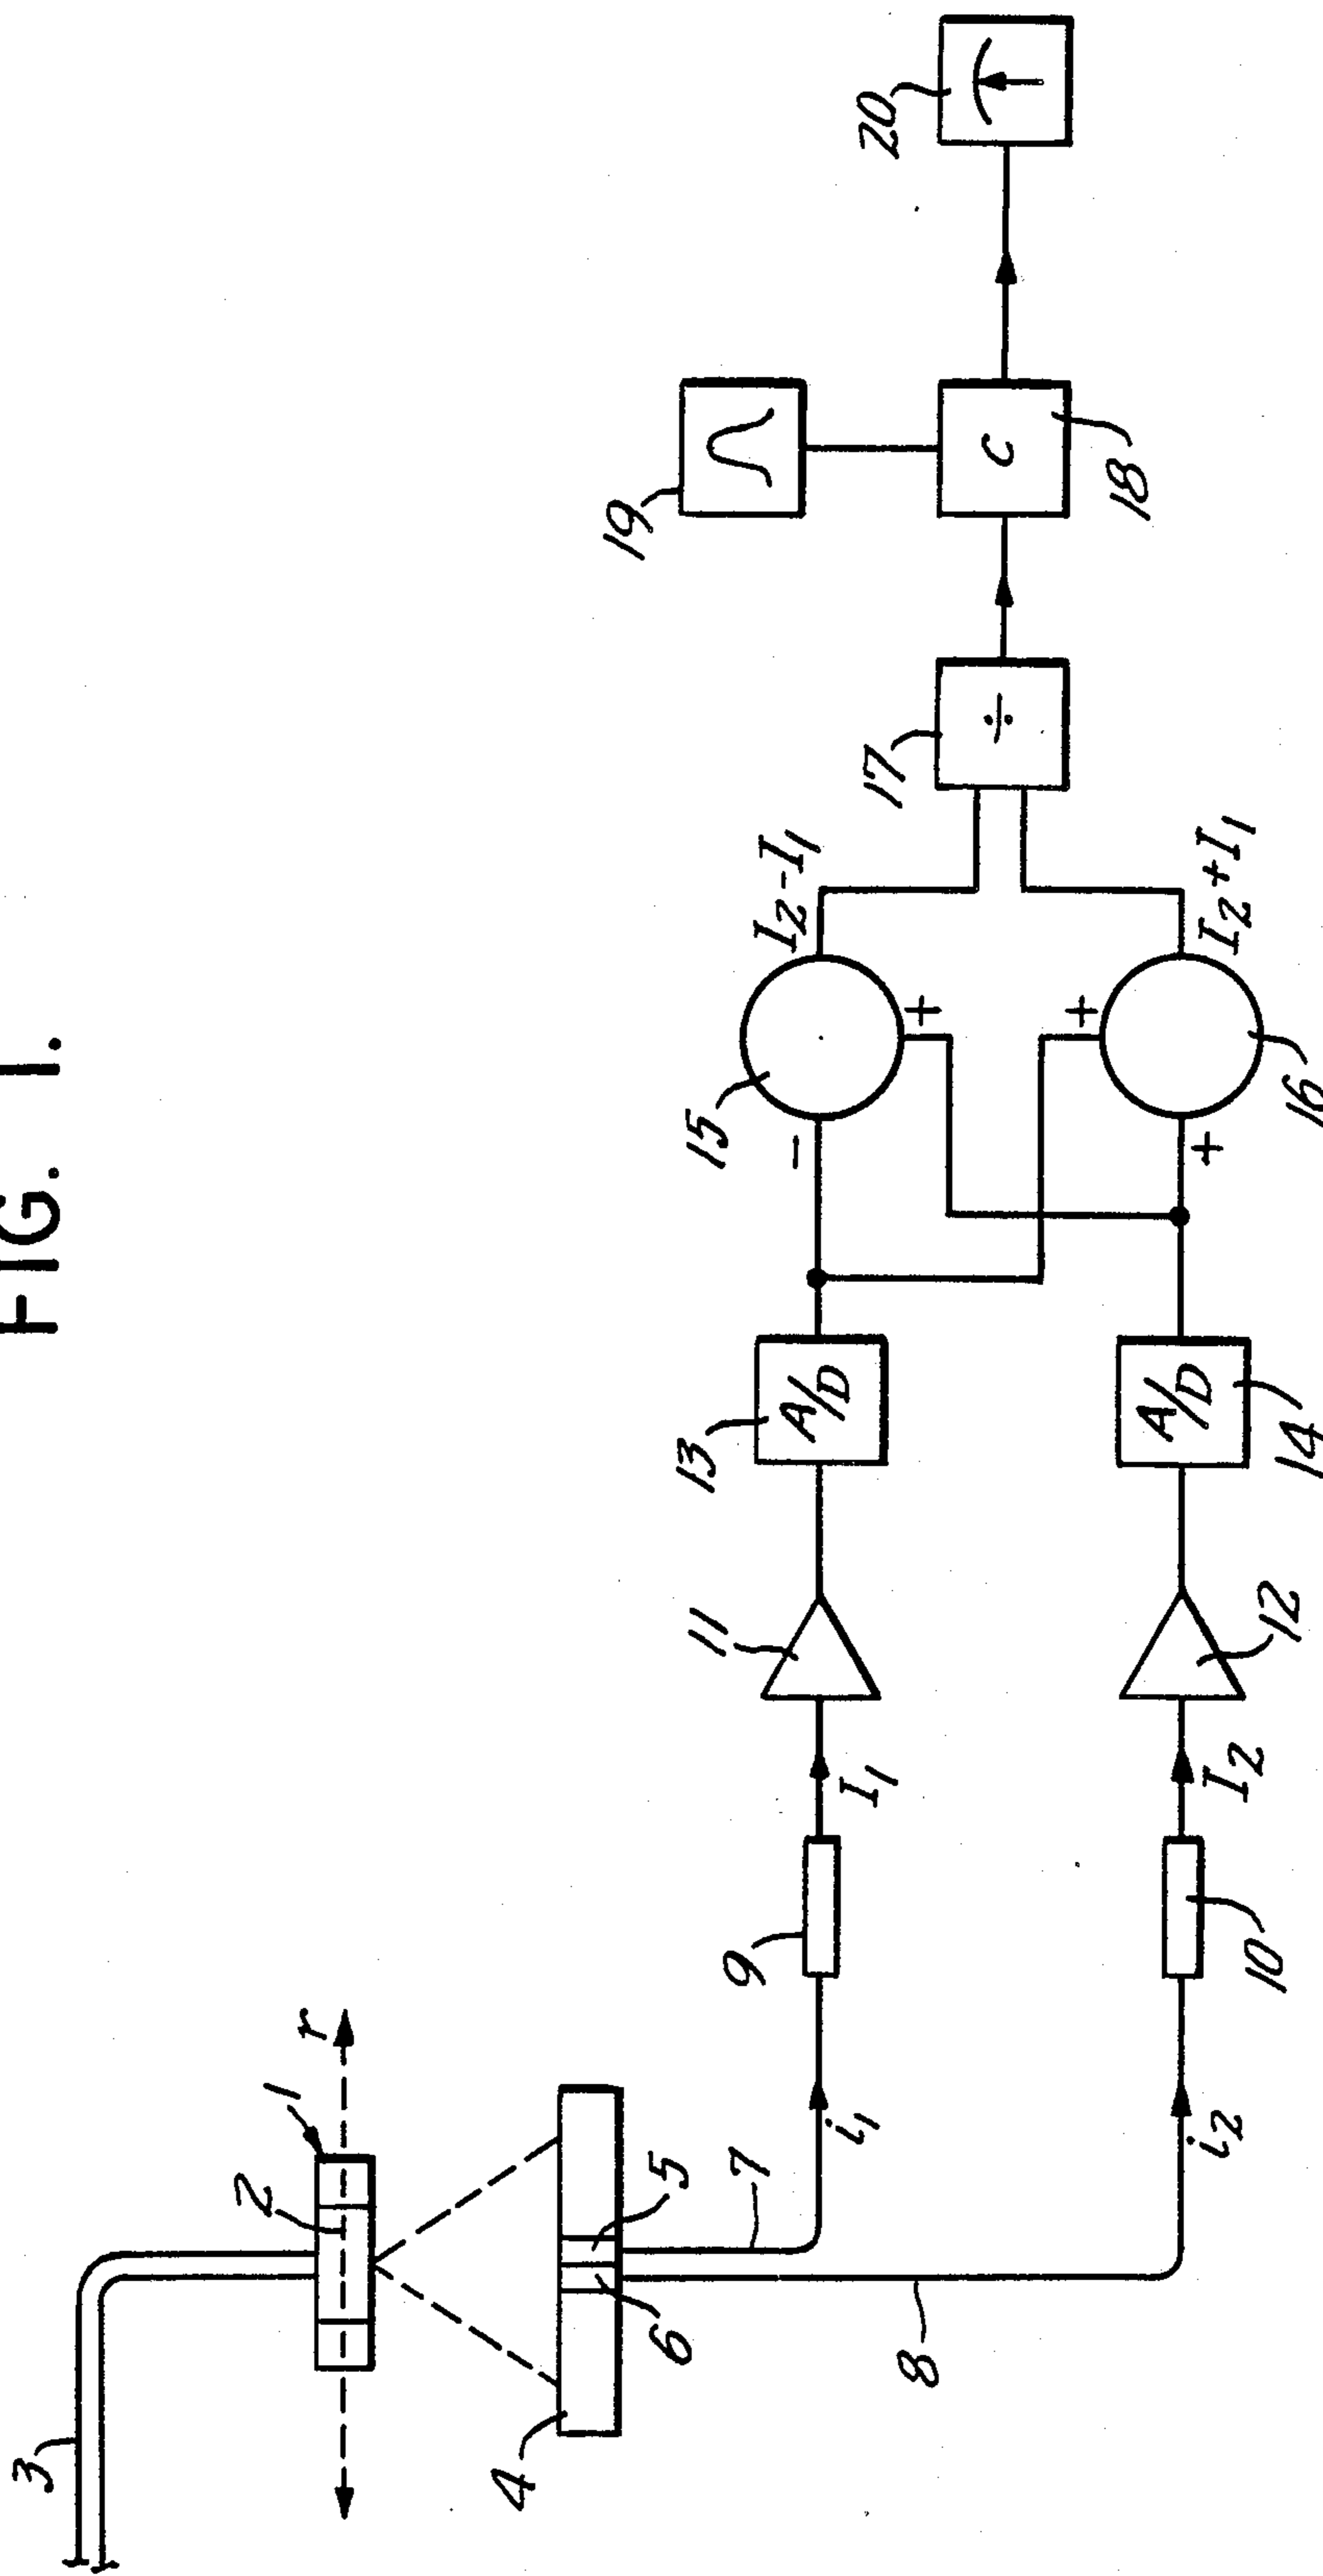 FIG. 1.
3
2
1
r
4
6
5
7
8
i₁
i₂
9
10
I₁
I₂
11
12
13
A/D
14
A/D
15
-
+
I₂-I₁
16
+
+
I₂+I₁
17
÷
18
C
19
20